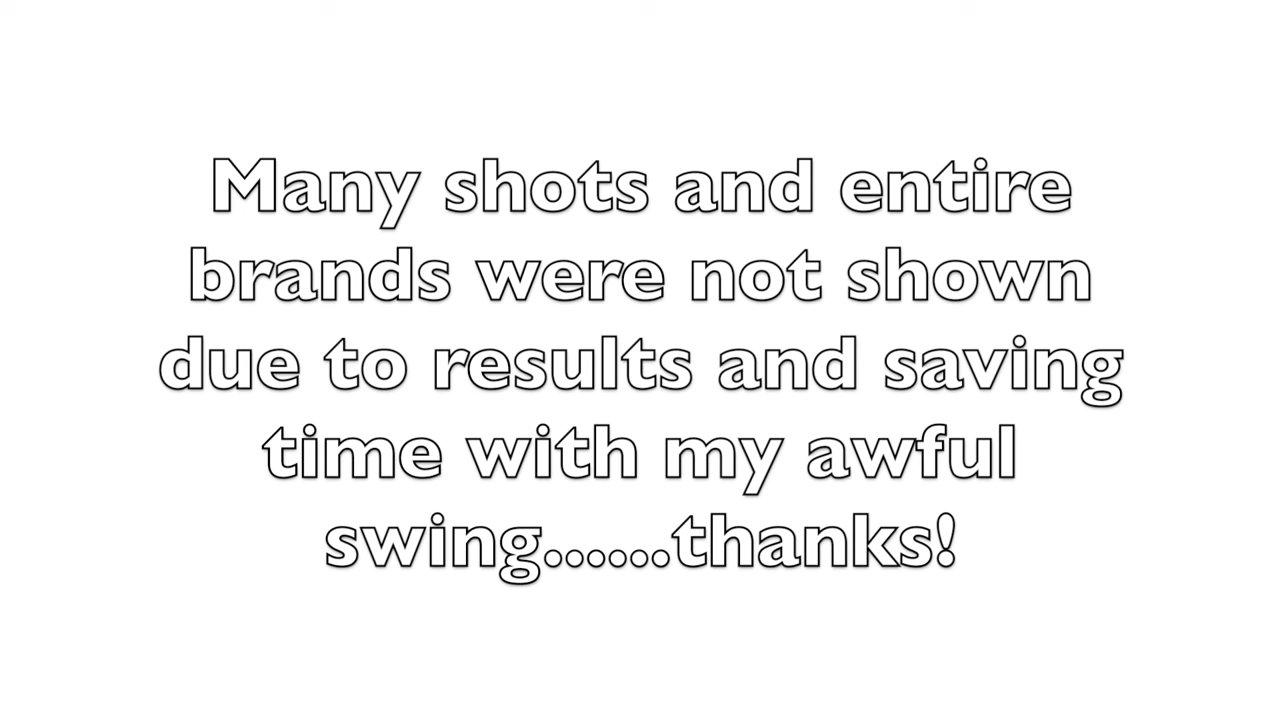 Many shots and entire
brands were not shown
due to results and saving
time with my awful
swing......thanks!